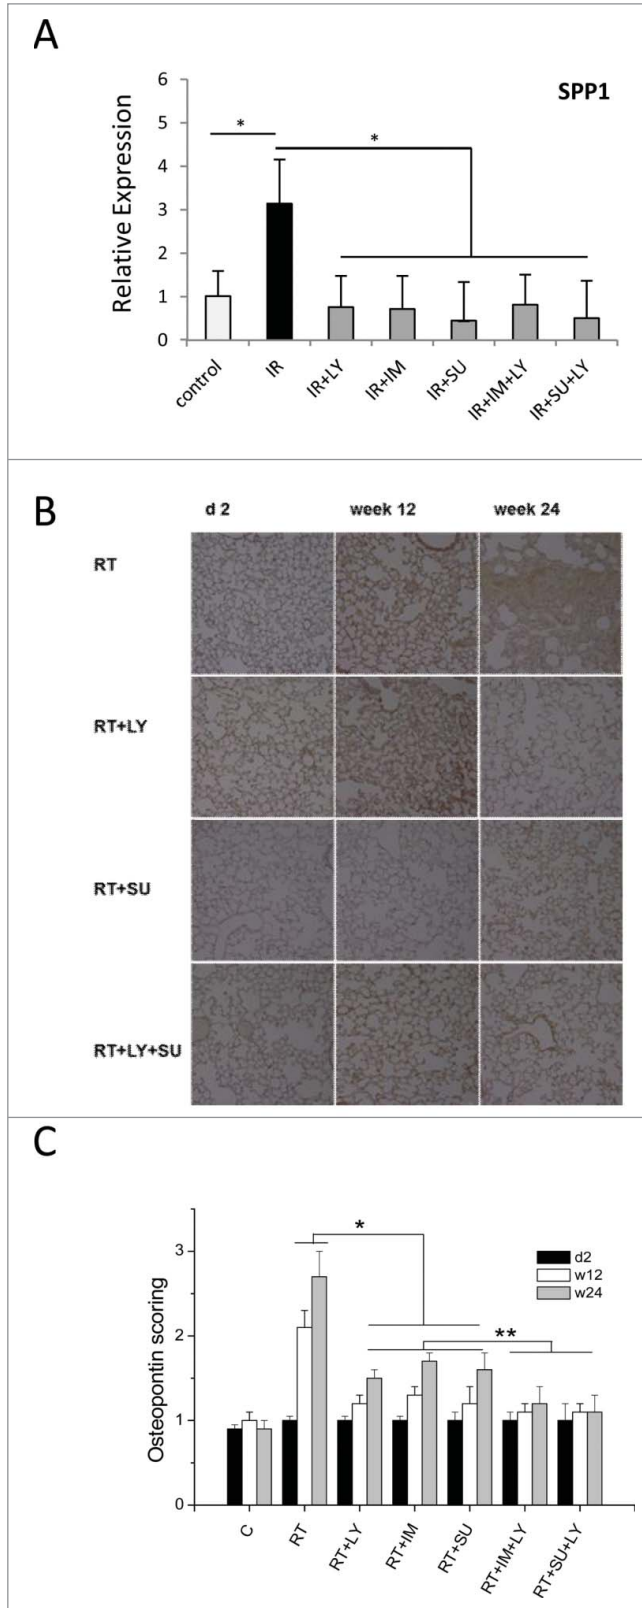 A
SPP1
Relative Expression
6
5
4
3
2
1
0
*
*
control
IR
IR+LY
IR+IM
IR+SU
IR+IM+LY
IR+SU+LY
B
d 2 week 12 week 24
RT
RT+LY
RT+SU
RT+LY+SU
C
Osteopontin scoring
3
2
1
0
*
**
d2
w12
w24
C
RT
RT+LY
RT+IM
RT+SU
RT+IM+LY
RT+SU+LY